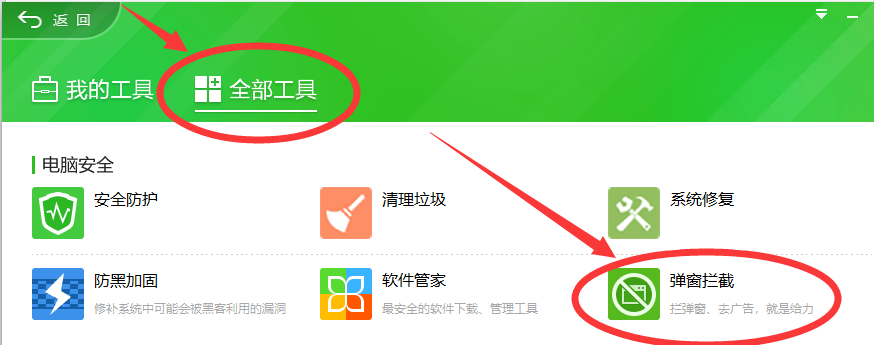 返回
我的工具 全部工具
电脑安全
安全防护 清理垃圾 系统修复
防黑加固 软件管家 弹窗拦截
修补系统中可能会被黑客利用的漏洞 最安全的软件下载、管理工具 拦弹窗、去广告，就是给力